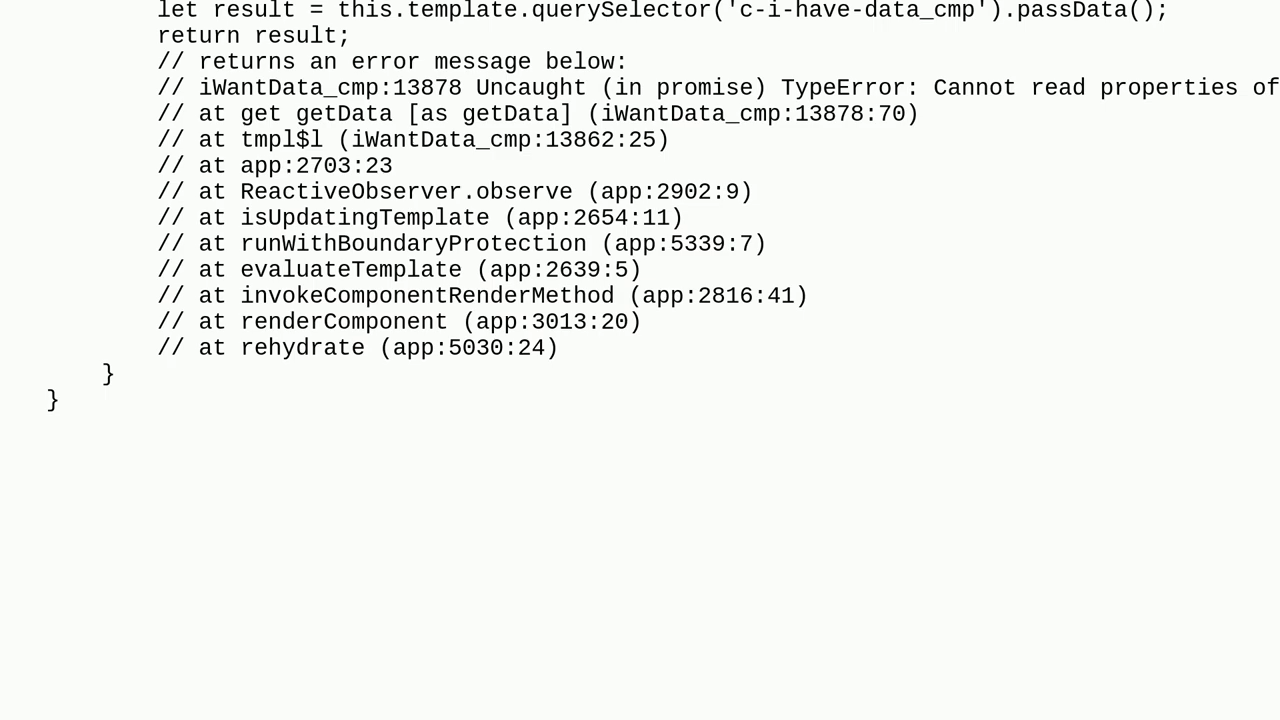 let result = this.template.querySelector('c-i-have-data_cmp').passData();
return result;
// returns an error message below:
// iWantData_cmp:13878 Uncaught (in promise) TypeError: Cannot read properties of
// at get getData [as getData] (iWantData_cmp:13878:70)
// at tmpl$l (iWantData_cmp:13862:25)
// at app:2703:23
// at ReactiveObserver.observe (app:2902:9)
// at isUpdatingTemplate (app:2654:11)
// at runWithBoundaryProtection (app:5339:7)
// at evaluateTemplate (app:2639:5)
// at invokeComponentRenderMethod (app:2816:41)
// at renderComponent (app:3013:20)
// at rehydrate (app:5030:24)
}
}